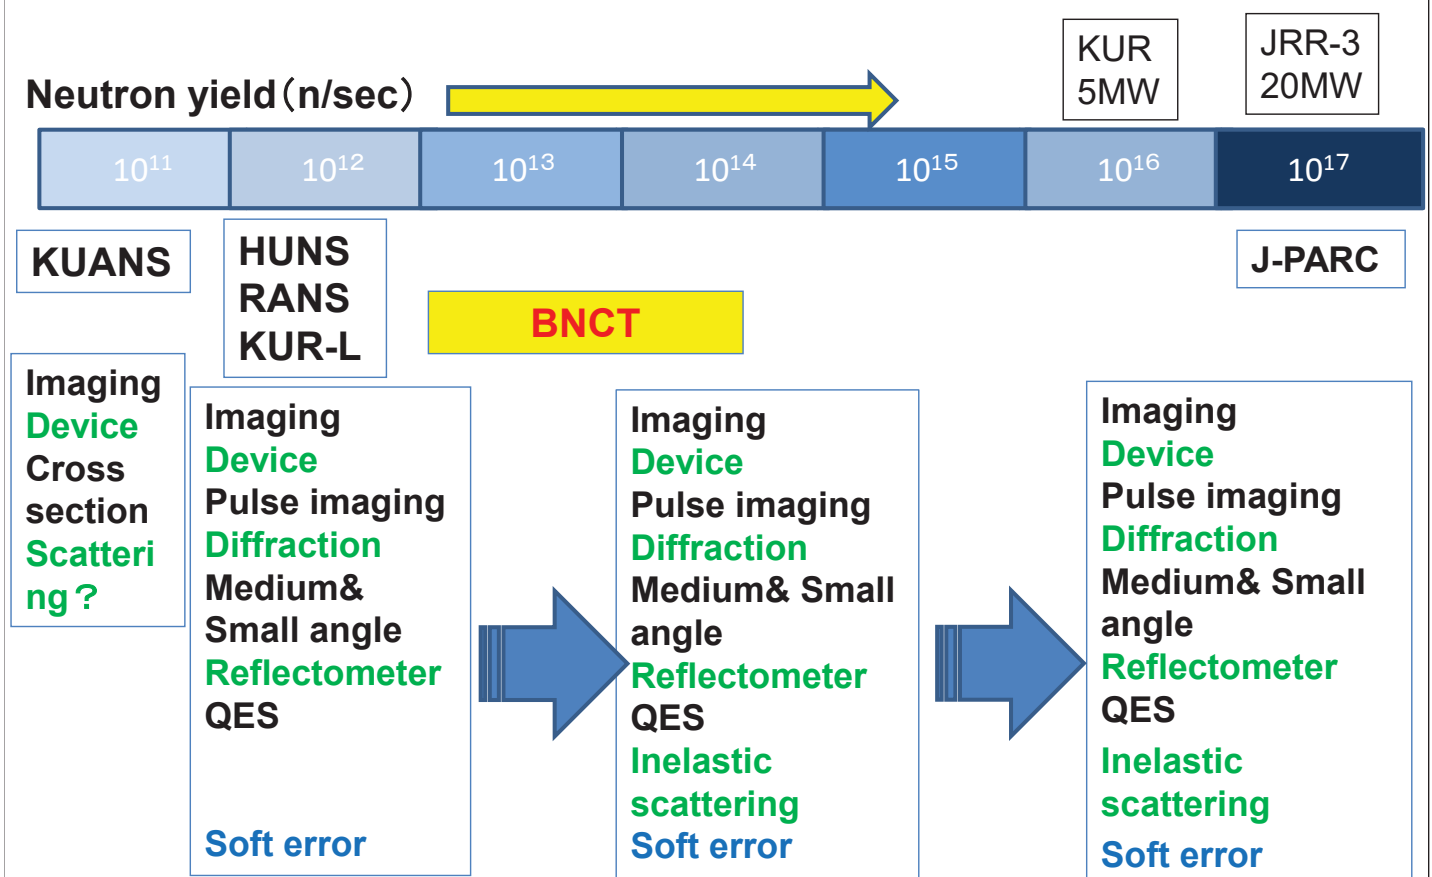 KUR
5MW
JRR-3
20MW
Neutron yield（n/sec）
10¹¹ 10¹² 10¹³ 10¹⁴ 10¹⁵ 10¹⁶ 10¹⁷
KUANS
HUNS
RANS
KUR-L
BNCT
J-PARC
Imaging
Device
Cross
section
Scatteri
ng？
Imaging
Device
Pulse imaging
Diffraction
Medium&
Small angle
Reflectometer
QES
Soft error
Imaging
Device
Pulse imaging
Diffraction
Medium& Small
angle
Reflectometer
QES
Inelastic
scattering
Soft error
Imaging
Device
Pulse imaging
Diffraction
Medium& Small
angle
Reflectometer
QES
Inelastic
scattering
Soft error